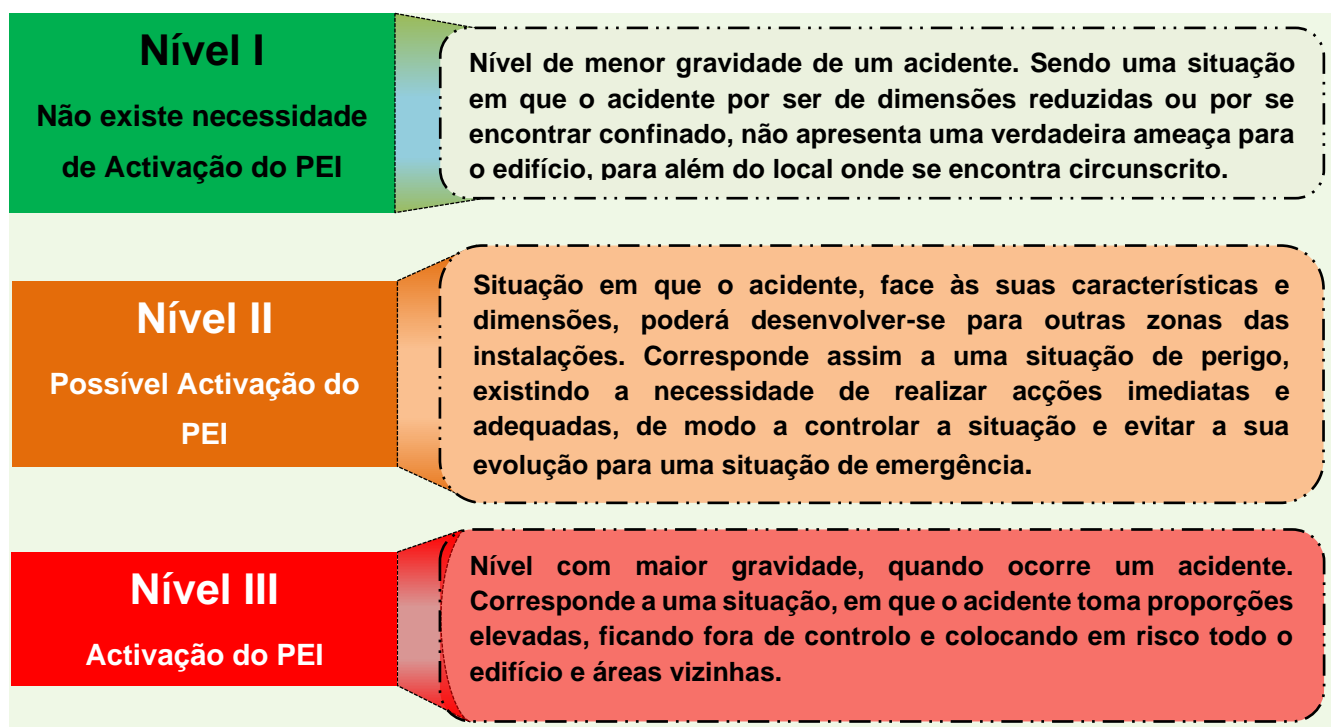 Nível I
Não existe necessidade
de Activação do PEI
Nível de menor gravidade de um acidente. Sendo uma situação
em que o acidente por ser de dimensões reduzidas ou por se
encontrar confinado, não apresenta uma verdadeira ameaça para
o edifício, para além do local onde se encontra circunscrito.
Nível II
Possível Activação do
PEI
Situação em que o acidente, face às suas características e
dimensões, poderá desenvolver-se para outras zonas das
instalações. Corresponde assim a uma situação de perigo,
existindo a necessidade de realizar acções imediatas e
adequadas, de modo a controlar a situação e evitar a sua
evolução para uma situação de emergência.
Nível III
Activação do PEI
Nível com maior gravidade, quando ocorre um acidente.
Corresponde a uma situação, em que o acidente toma proporções
elevadas, ficando fora de controlo e colocando em risco todo o
edifício e áreas vizinhas.